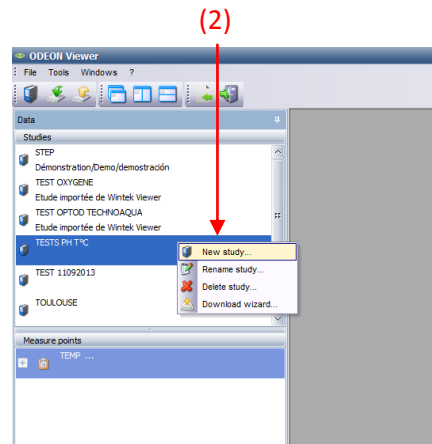 (2)
ODEON Viewer
File Tools Windows ?
Data
Studies
STEP
Démonstration/Demo/demostración
TEST OXYGENE
Etude importée de Wintek Viewer
TEST OPTOD TECHNOAQUA
Etude importée de Wintek Viewer
TESTS PH T°C
New study...
Rename study...
TEST 11092013
Delete study...
Download wizard...
TOULOUSE
Measure points
TEMP ...